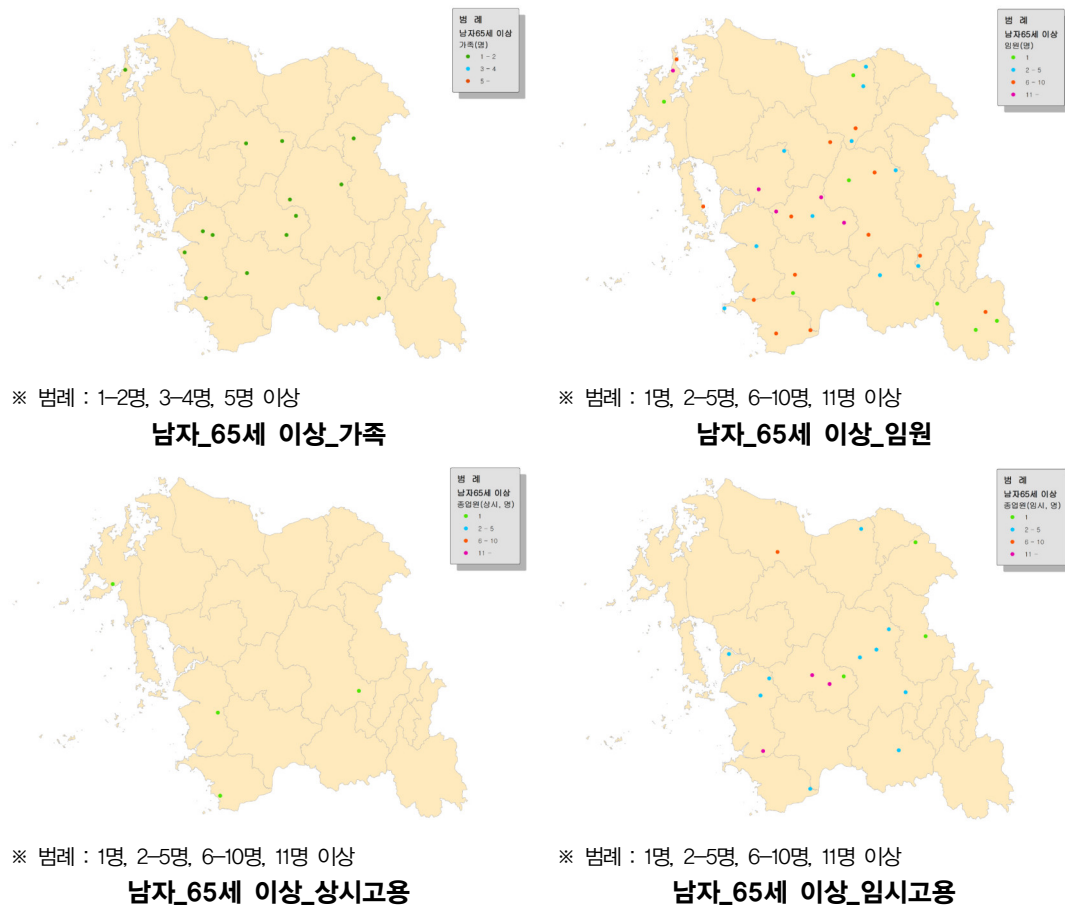 범 례
남자65세 이상
가족(명)
1 - 2
3 - 4
5 -
범 례
남자65세 이상
임원(명)
1
2 - 5
6 - 10
11 -
※ 범례 : 1-2명, 3-4명, 5명 이상
남자_65세 이상_가족
※ 범례 : 1명, 2-5명, 6-10명, 11명 이상
남자_65세 이상_임원
범 례
남자65세 이상
종업원(상시, 명)
1
2 - 5
6 - 10
11 -
범 례
남자65세 이상
종업원(임시, 명)
1
2 - 5
6 - 10
11 -
※ 범례 : 1명, 2-5명, 6-10명, 11명 이상
남자_65세 이상_상시고용
※ 범례 : 1명, 2-5명, 6-10명, 11명 이상
남자_65세 이상_임시고용